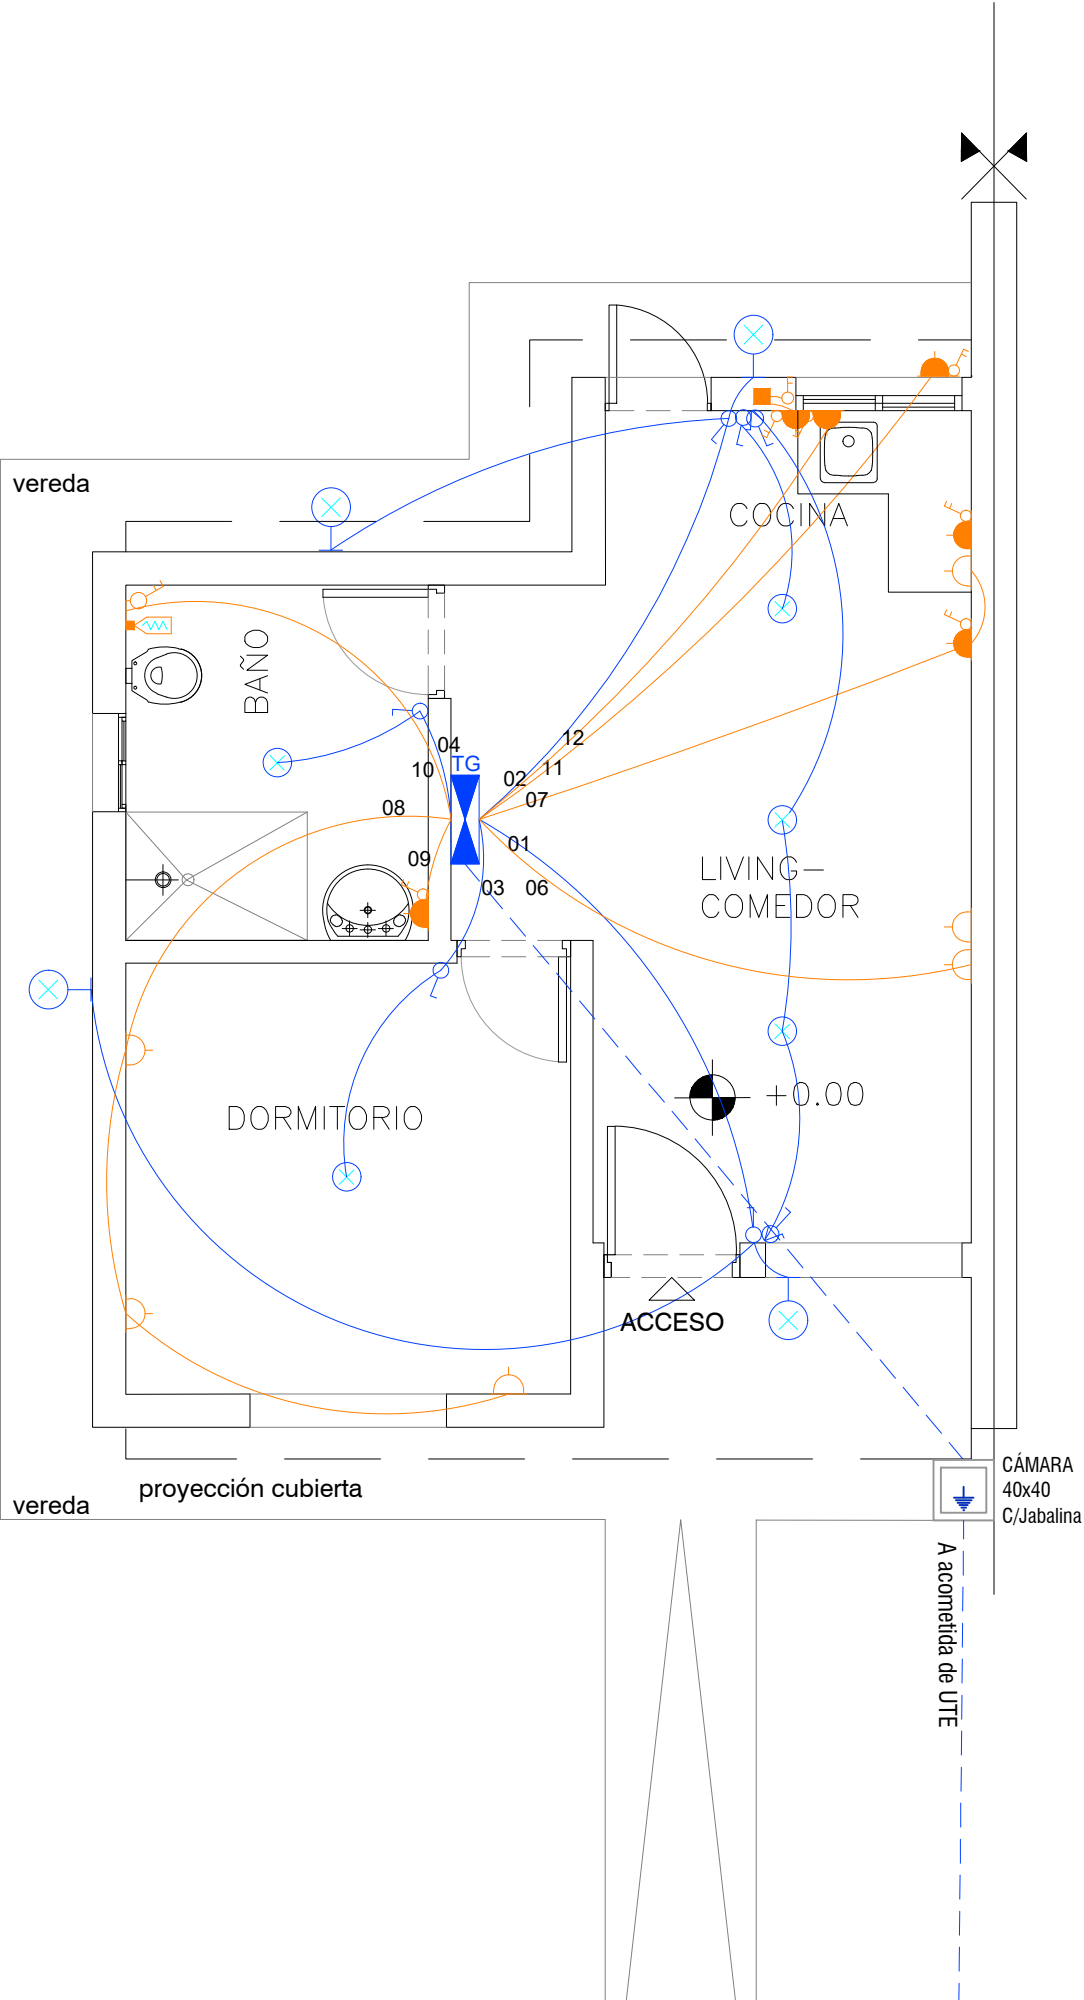 vereda
COCINA
BAÑO
04
TG
12
10
02
11
07
08
01
09
03
06
LIVING-
COMEDOR
+0.00
DORMITORIO
ACCESO
CÁMARA
40x40
C/Jabalina
proyección cubierta
vereda
A acometida de UTE